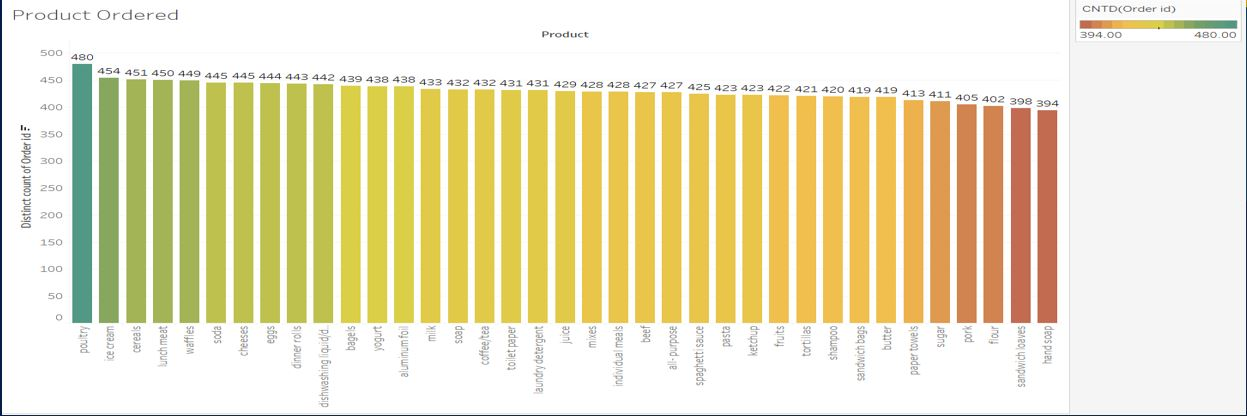 Product Ordered
CNTD(Order id)
394.00 480.00
Product
Distinct count of Order id
500
450
400
350
300
250
200
150
100
50
0
480 454 451 450 449 445 445 444 443 442 439 438 438 433 432 432 431 431 429 428 428 427 427 425 423 423 422 421 420 419 419 413 411 405 402 398 394
poultry
ice cream
cereals
lunch meat
waffles
soda
cheeses
eggs
dinner rolls
dishwashing liquid/d..
bagels
yogurt
aluminum foil
milk
soap
coffee/tea
toilet paper
laundry detergent
juice
mixes
individual meals
beef
all- purpose
spaghetti sauce
pasta
ketchup
fruits
tortillas
shampoo
sandwich bags
butter
paper towels
sugar
pork
flour
sandwich loaves
hand soap